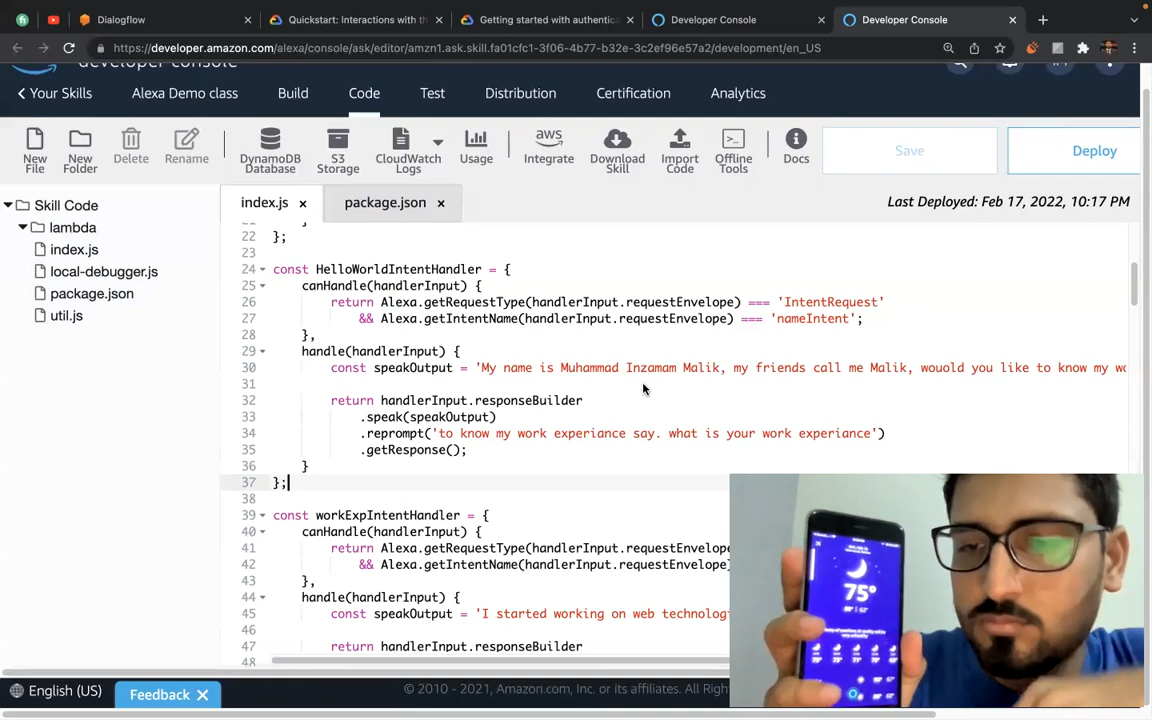 Dialogflow
Quickstart: Interactions with th
Getting started with authentica
Developer Console
Developer Console
https://developer.amazon.com/alexa/console/ask/editor/amzn1.ask.skill.fa01cfc1-3f06-4b77-b32e-3c2ef96e57a2/development/en_US
developer console
Your Skills
Alexa Demo class
Build
Code
Test
Distribution
Certification
Analytics
New File
New Folder
Delete
Rename
DynamoDB Database
S3 Storage
CloudWatch Logs
Usage
aws
Integrate
Download Skill
Import Code
Offline Tools
Docs
Save
Deploy
index.js
package.json
Last Deployed: Feb 17, 2022, 10:17 PM
Skill Code
lambda
index.js
local-debugger.js
package.json
util.js
22 };
23
24 const HelloWorldIntentHandler = {
25 canHandle(handlerInput) {
26 return Alexa.getRequestType(handlerInput.requestEnvelope) === 'IntentRequest'
27 && Alexa.getIntentName(handlerInput.requestEnvelope) === 'nameIntent';
28 },
29 handle(handlerInput) {
30 const speakOutput = 'My name is Muhammad Inzamam Malik, my friends call me Malik, wouould you like to know my wo
31
32 return handlerInput.responseBuilder
33 .speak(speakOutput)
34 .reprompt('to know my work experiance say. what is your work experiance')
35 .getResponse();
36 }
37 };
38
39 const workExpIntentHandler = {
40 canHandle(handlerInput) {
41 return Alexa.getRequestType(handlerInput.requestEnvelope
42 && Alexa.getIntentName(handlerInput.requestEnvelope
43 },
44 handle(handlerInput) {
45 const speakOutput = 'I started working on web technolog
46
47 return handlerInput.responseBuilder
48
75°
English (US)
Feedback
© 2010 - 2021, Amazon.com, Inc. or its affiliates. All Righ